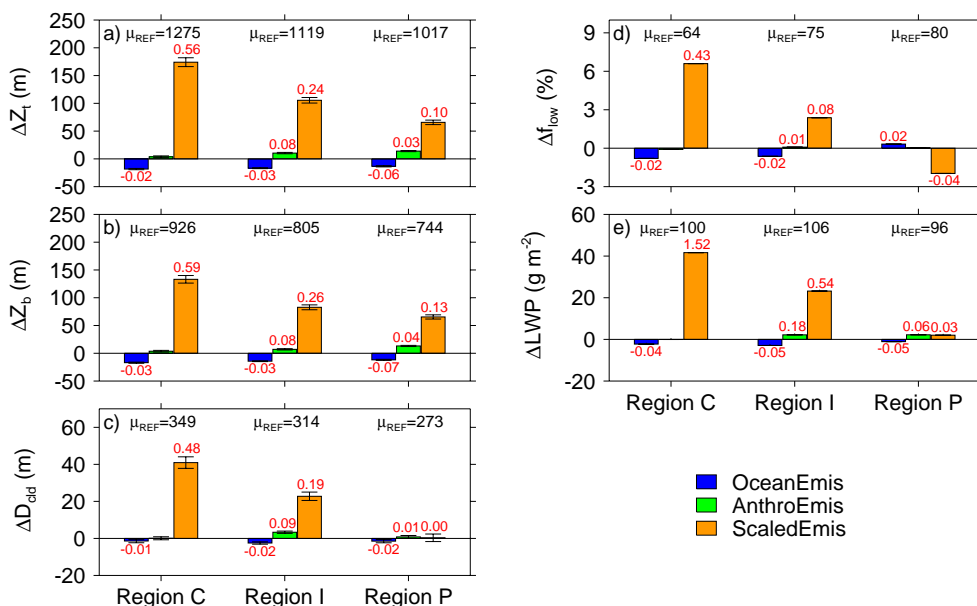 a) μREF=1275 μREF=1119 μREF=1017
250
200
150
100
50
0
-50
ΔZt (m)
-0.02 0.56 -0.03 0.08 0.24 -0.06 0.03 0.10
b) μREF=926 μREF=805 μREF=744
250
200
150
100
50
0
-50
ΔZb (m)
-0.03 0.59 -0.03 0.08 0.26 -0.07 0.04 0.13
c) μREF=349 μREF=314 μREF=273
60
40
20
0
-20
ΔDcld (m)
-0.01 0.48 -0.02 0.09 0.19 -0.02 0.01 0.00
Region C Region I Region P
d) μREF=64 μREF=75 μREF=80
9
6
3
0
-3
Δflow (%)
-0.02 0.43 -0.02 0.01 0.08 0.02 -0.04
e) μREF=100 μREF=106 μREF=96
60
40
20
0
-20
ΔLWP (g m-2)
-0.04 1.52 -0.05 0.18 0.54 -0.05 0.06 0.03
Region C Region I Region P
OceanEmis
AnthroEmis
ScaledEmis